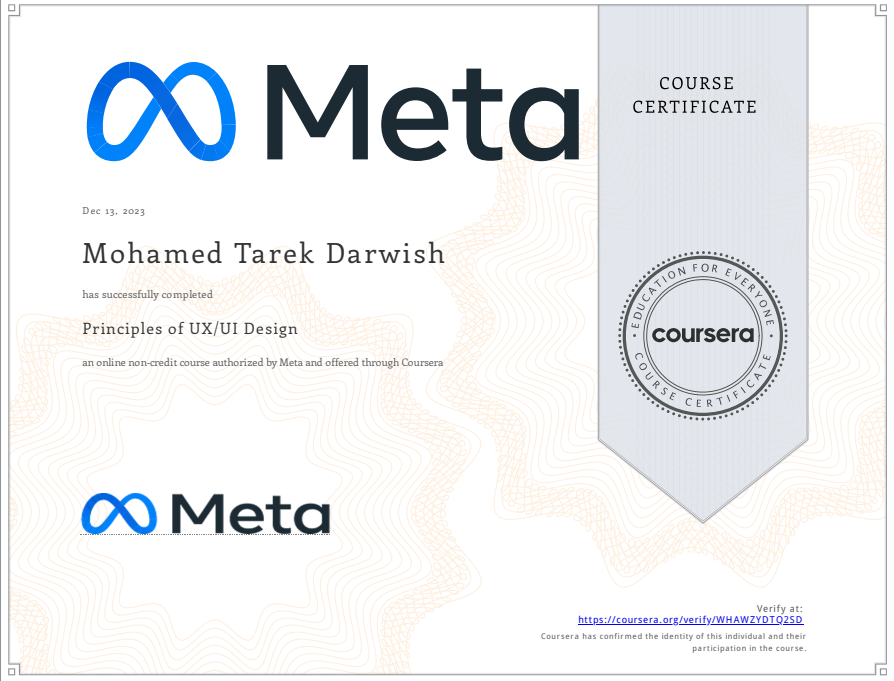 Meta
COURSE
CERTIFICATE
Dec 13, 2023
Mohamed Tarek Darwish
has successfully completed
Principles of UX/UI Design
an online non-credit course authorized by Meta and offered through Coursera
EDUCATION FOR EVERYONE
coursera
COURSE CERTIFICATE
Meta
Verify at:
https://coursera.org/verify/WHAWZYDTQ2SD
Coursera has confirmed the identity of this individual and their
participation in the course.